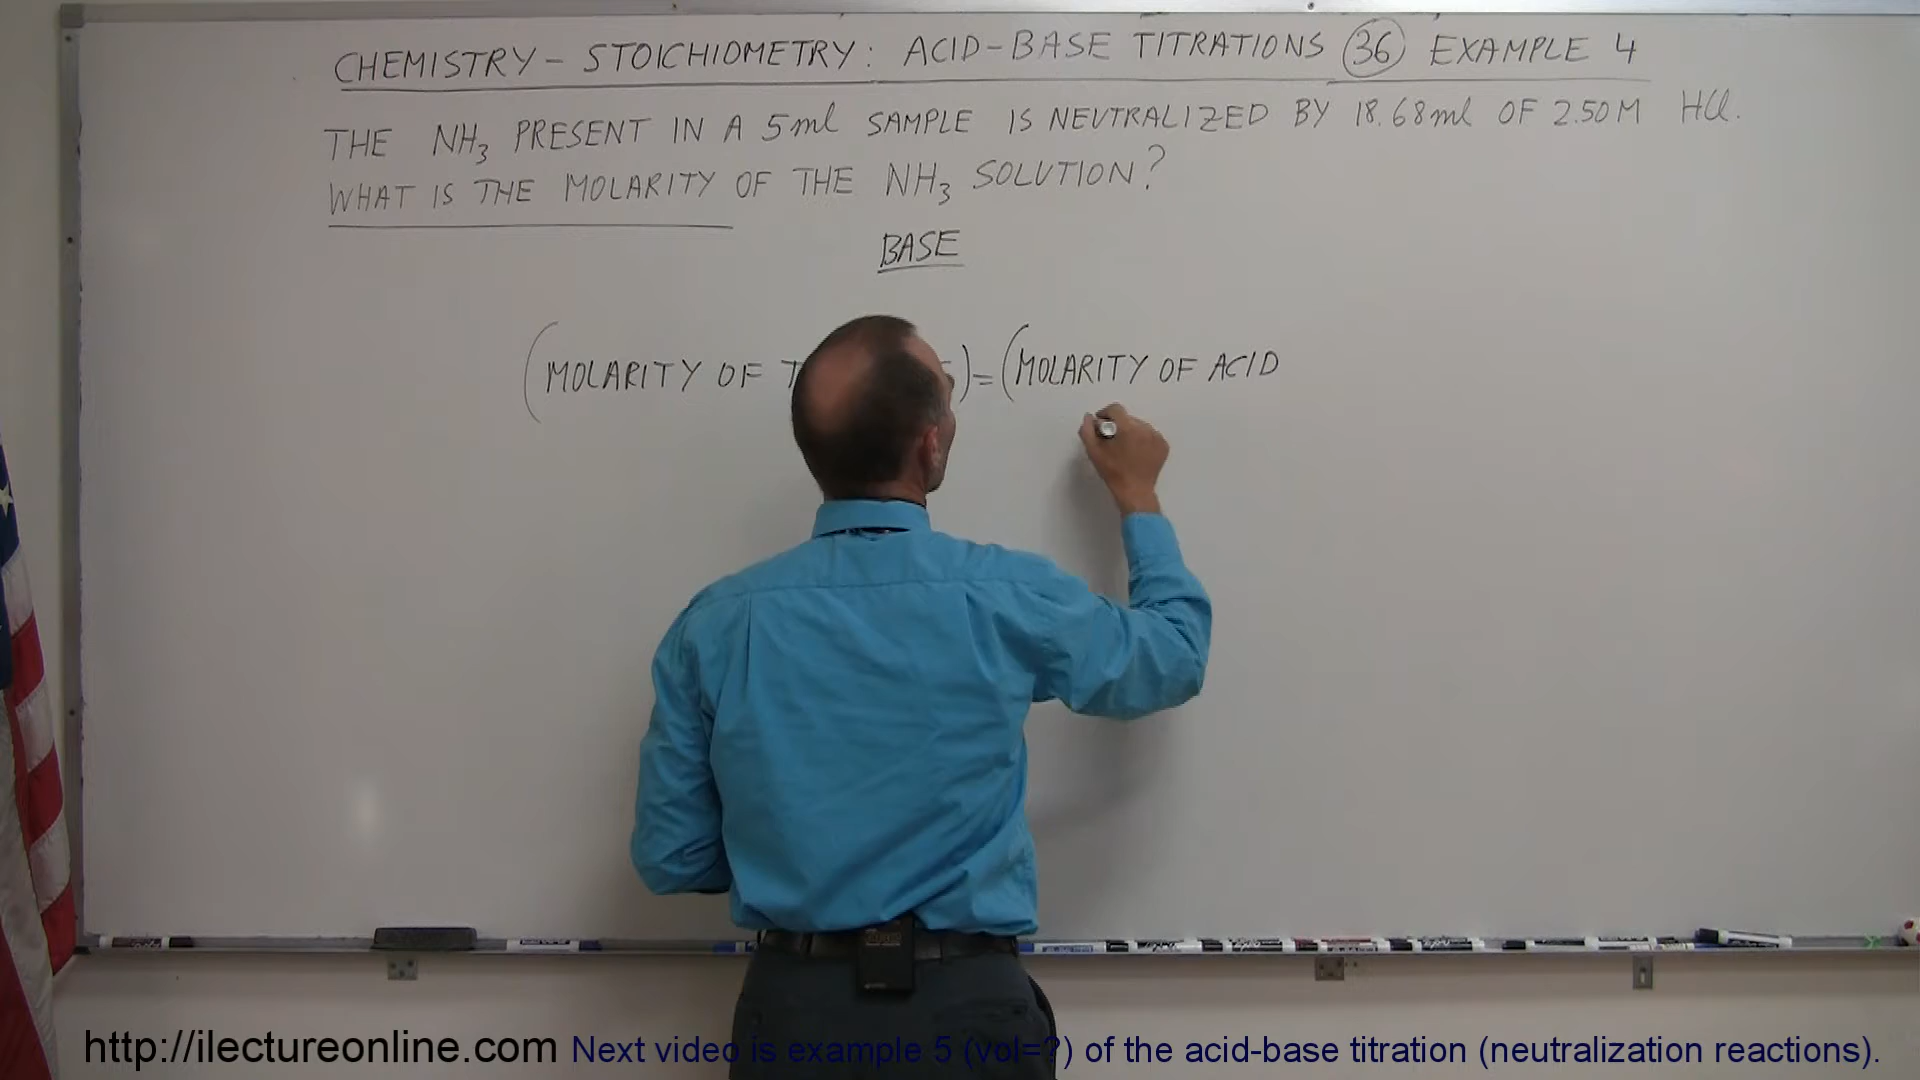 CHEMISTRY - STOICHIOMETRY: ACID-BASE TITRATIONS 36 EXAMPLE 4
THE NH₃ PRESENT IN A 5ml SAMPLE IS NEUTRALIZED BY 18.68ml OF 2.50M HCl.
WHAT IS THE MOLARITY OF THE NH₃ SOLUTION?
BASE
(MOLARITY OF ) = (MOLARITY OF ACID
http://ilectureonline.com Next video is example 5 (vol=?) of the acid-base titration (neutralization reactions).